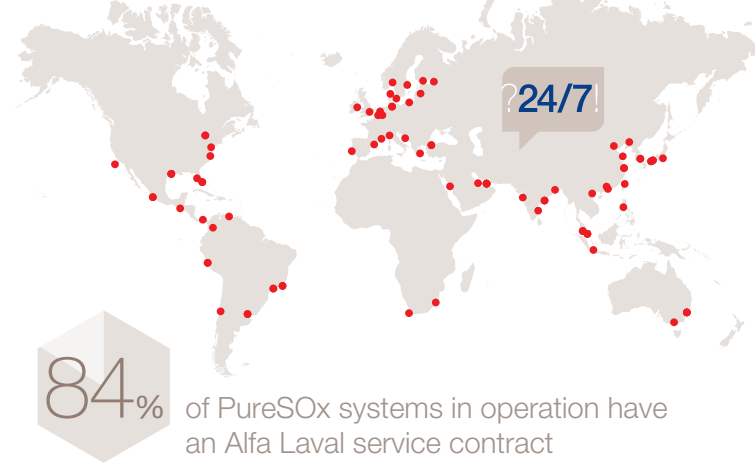 ?24/7!
84% of PureSOx systems in operation have
an Alfa Laval service contract